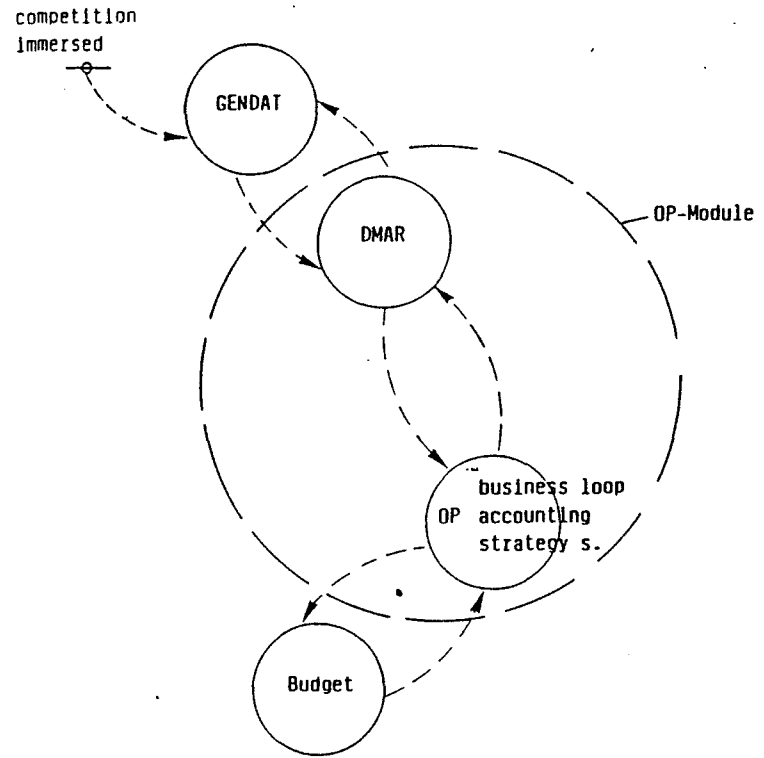 competition
immersed
GENDAT
DMAR
OP-Module
business loop
OP accounting
strategy s.
Budget